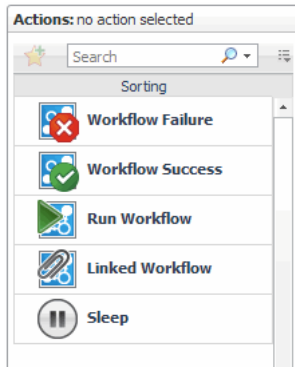 Actions: no action selected
Search
Sorting
Workflow Failure
Workflow Success
Run Workflow
Linked Workflow
Sleep